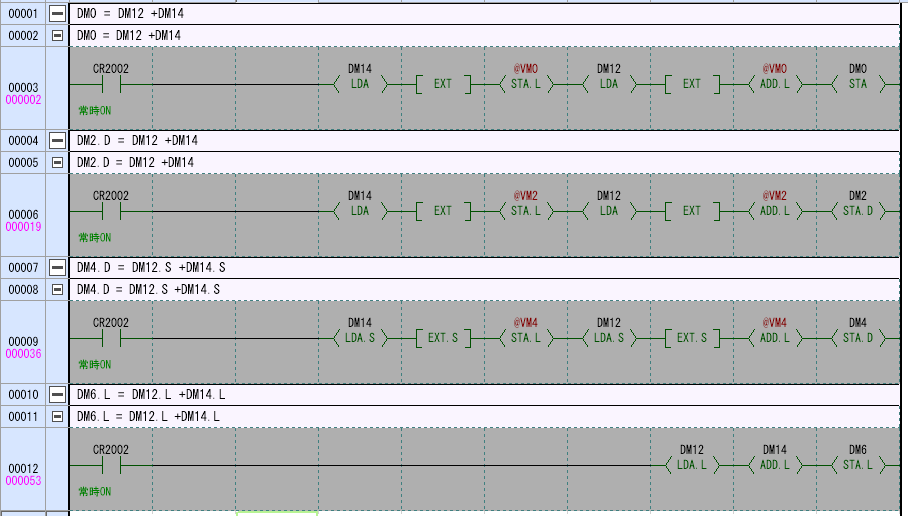 00001 DM0 = DM12 +DM14
00002 DM0 = DM12 +DM14
CR2002 DM14 @VM0 DM12 @VM0 DM0
00003 LDA EXT STA.L LDA EXT ADD.L STA
000002
常時ON
00004 DM2.D = DM12 +DM14
00005 DM2.D = DM12 +DM14
CR2002 DM14 @VM2 DM12 @VM2 DM2
00006 LDA EXT STA.L LDA EXT ADD.L STA.D
000019
常時ON
00007 DM4.D = DM12.S +DM14.S
00008 DM4.D = DM12.S +DM14.S
CR2002 DM14 @VM4 DM12 @VM4 DM4
00009 LDA.S EXT.S STA.L LDA.S EXT.S ADD.L STA.D
000036
常時ON
00010 DM6.L = DM12.L +DM14.L
00011 DM6.L = DM12.L +DM14.L
CR2002 DM12 DM14 DM6
00012 LDA.L ADD.L STA.L
000053
常時ON